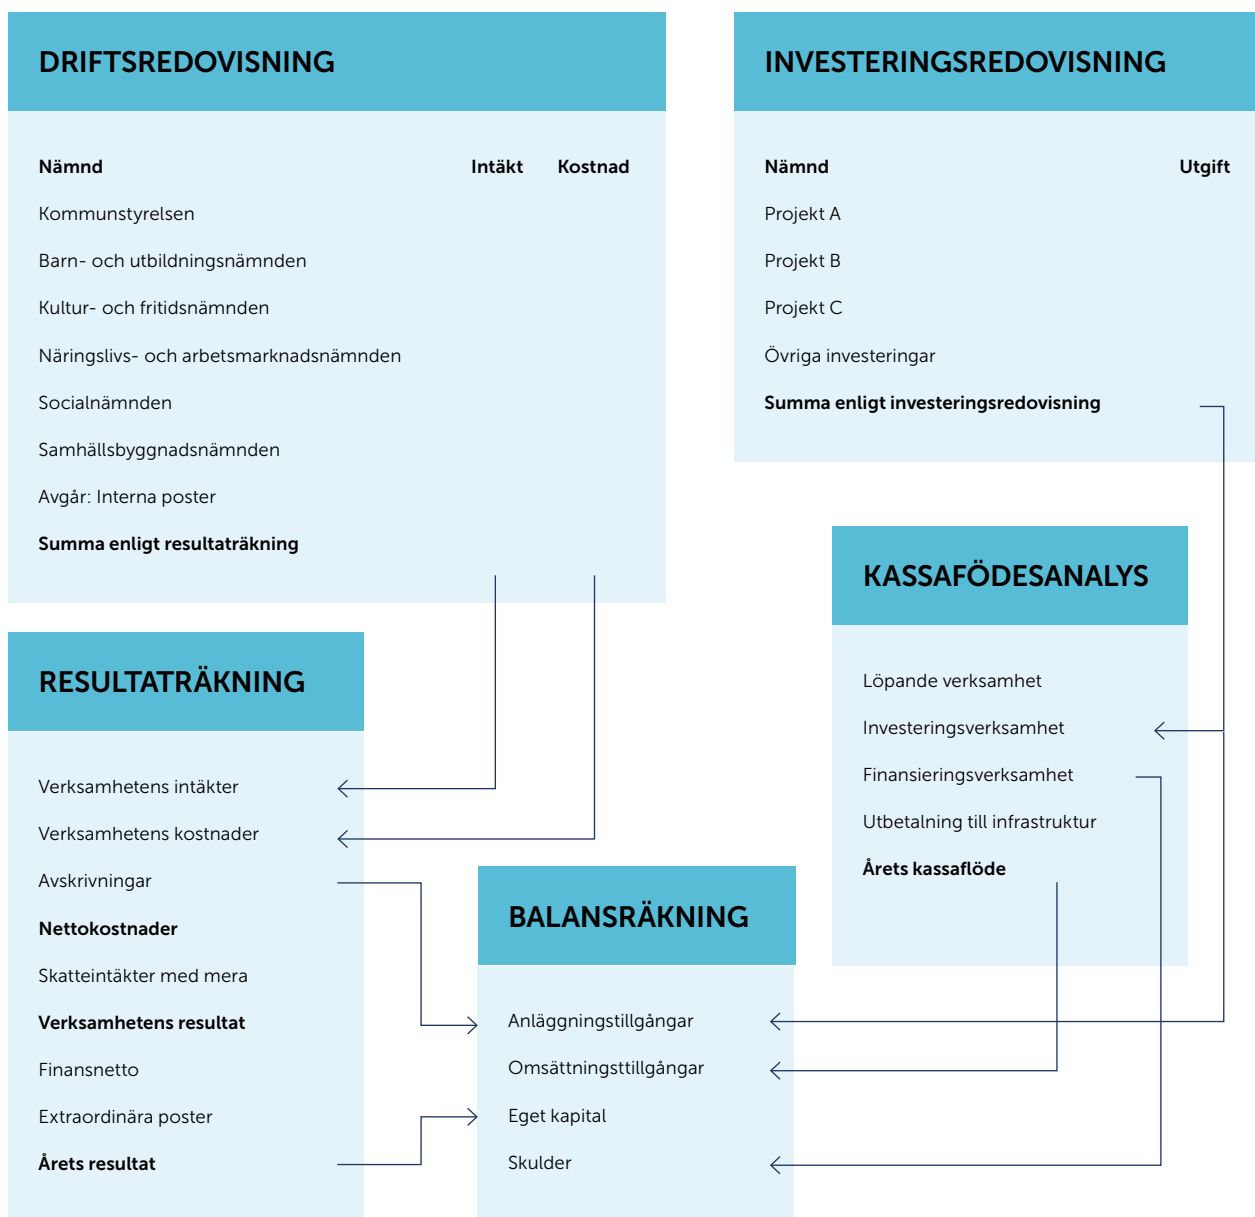 DRIFTSREDOVISNING
Nämnd Intäkt Kostnad
Kommunstyrelsen
Barn- och utbildningsnämnden
Kultur- och fritidsnämnden
Näringslivs- och arbetsmarknadsnämnden
Socialnämnden
Samhällsbyggnadsnämnden
Avgår: Interna poster
Summa enligt resultaträkning
INVESTERINGSREDOVISNING
Nämnd Utgift
Projekt A
Projekt B
Projekt C
Övriga investeringar
Summa enligt investeringsredovisning
KASSAFÖDESANALYS
Löpande verksamhet
Investeringsverksamhet
Finansieringsverksamhet
Utbetalning till infrastruktur
Årets kassaflöde
RESULTATRÄKNING
Verksamhetens intäkter
Verksamhetens kostnader
Avskrivningar
Nettokostnader
Skatteintäkter med mera
Verksamhetens resultat
Finansnetto
Extraordinära poster
Årets resultat
BALANSRÄKNING
Anläggningstillgångar
Omsättningsttillgångar
Eget kapital
Skulder